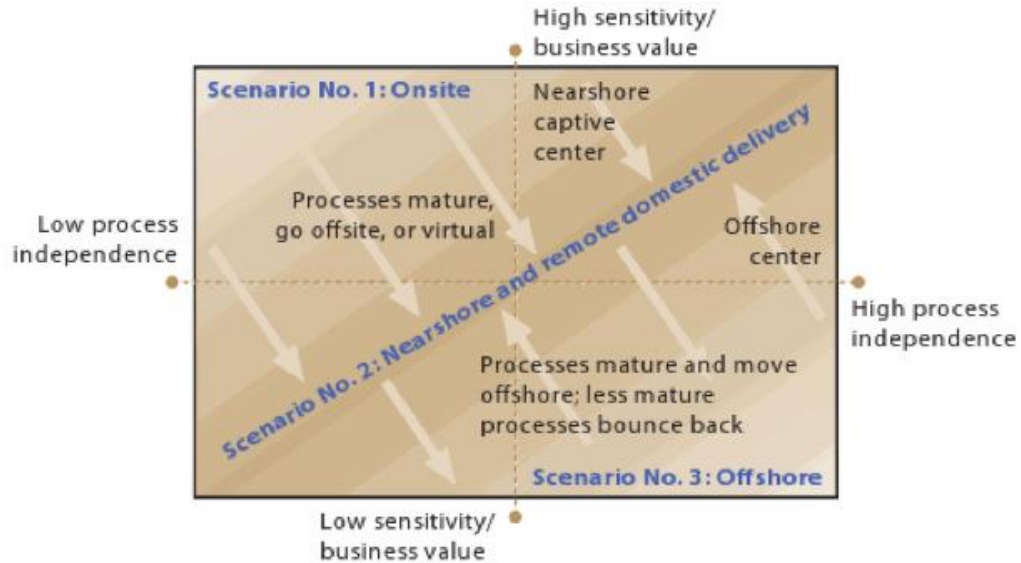 High sensitivity/
business value
Scenario No. 1: Onsite
Nearshore
captive
center
Processes mature,
go offsite, or virtual
Low process
independence
Scenario No. 2: Nearshore and remote domestic delivery
Offshore
center
High process
independence
Processes mature and move
offshore; less mature
processes bounce back
Scenario No. 3: Offshore
Low sensitivity/
business value